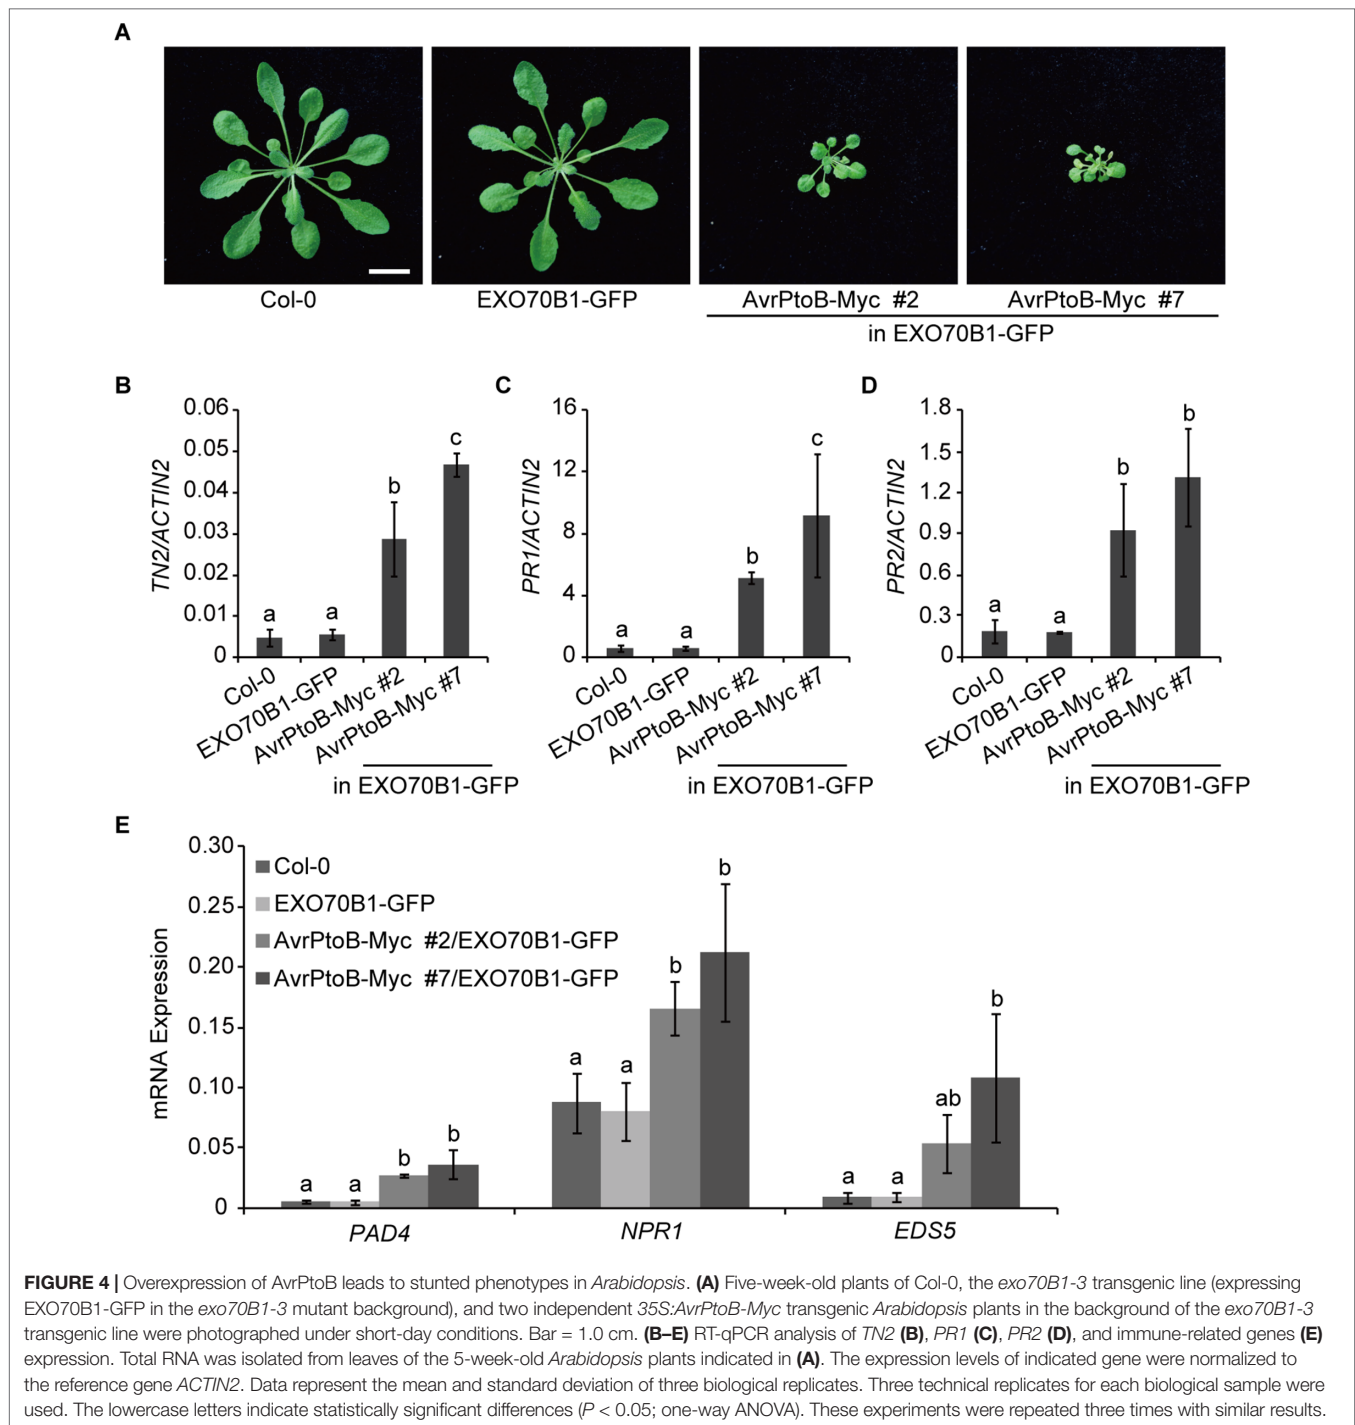 A
Col-0
EXO70B1-GFP
AvrPtoB-Myc #2
AvrPtoB-Myc #7
in EXO70B1-GFP
B
TN2/ACTIN2
0.06
0.05
0.04
0.03
0.02
0.01
0
a
a
b
c
Col-0
EXO70B1-GFP
AvrPtoB-Myc #2
AvrPtoB-Myc #7
in EXO70B1-GFP
C
PR1/ACTIN2
16
12
8
4
0
a
a
b
c
Col-0
EXO70B1-GFP
AvrPtoB-Myc #2
AvrPtoB-Myc #7
in EXO70B1-GFP
D
PR2/ACTIN2
1.8
1.5
1.2
0.9
0.6
0.3
0
a
a
b
b
Col-0
EXO70B1-GFP
AvrPtoB-Myc #2
AvrPtoB-Myc #7
in EXO70B1-GFP
E
mRNA Expression
0.30
0.25
0.20
0.15
0.10
0.05
0
Col-0
EXO70B1-GFP
AvrPtoB-Myc #2/EXO70B1-GFP
AvrPtoB-Myc #7/EXO70B1-GFP
a
a
b
b
a
a
b
b
a
a
ab
b
PAD4
NPR1
EDS5
FIGURE 4 | Overexpression of AvrPtoB leads to stunted phenotypes in Arabidopsis. (A) Five-week-old plants of Col-0, the exo70B1-3 transgenic line (expressing
EXO70B1-GFP in the exo70B1-3 mutant background), and two independent 35S:AvrPtoB-Myc transgenic Arabidopsis plants in the background of the exo70B1-3
transgenic line were photographed under short-day conditions. Bar = 1.0 cm. (B–E) RT-qPCR analysis of TN2 (B), PR1 (C), PR2 (D), and immune-related genes (E)
expression. Total RNA was isolated from leaves of the 5-week-old Arabidopsis plants indicated in (A). The expression levels of indicated gene were normalized to
the reference gene ACTIN2. Data represent the mean and standard deviation of three biological replicates. Three technical replicates for each biological sample were
used. The lowercase letters indicate statistically significant differences (P < 0.05; one-way ANOVA). These experiments were repeated three times with similar results.